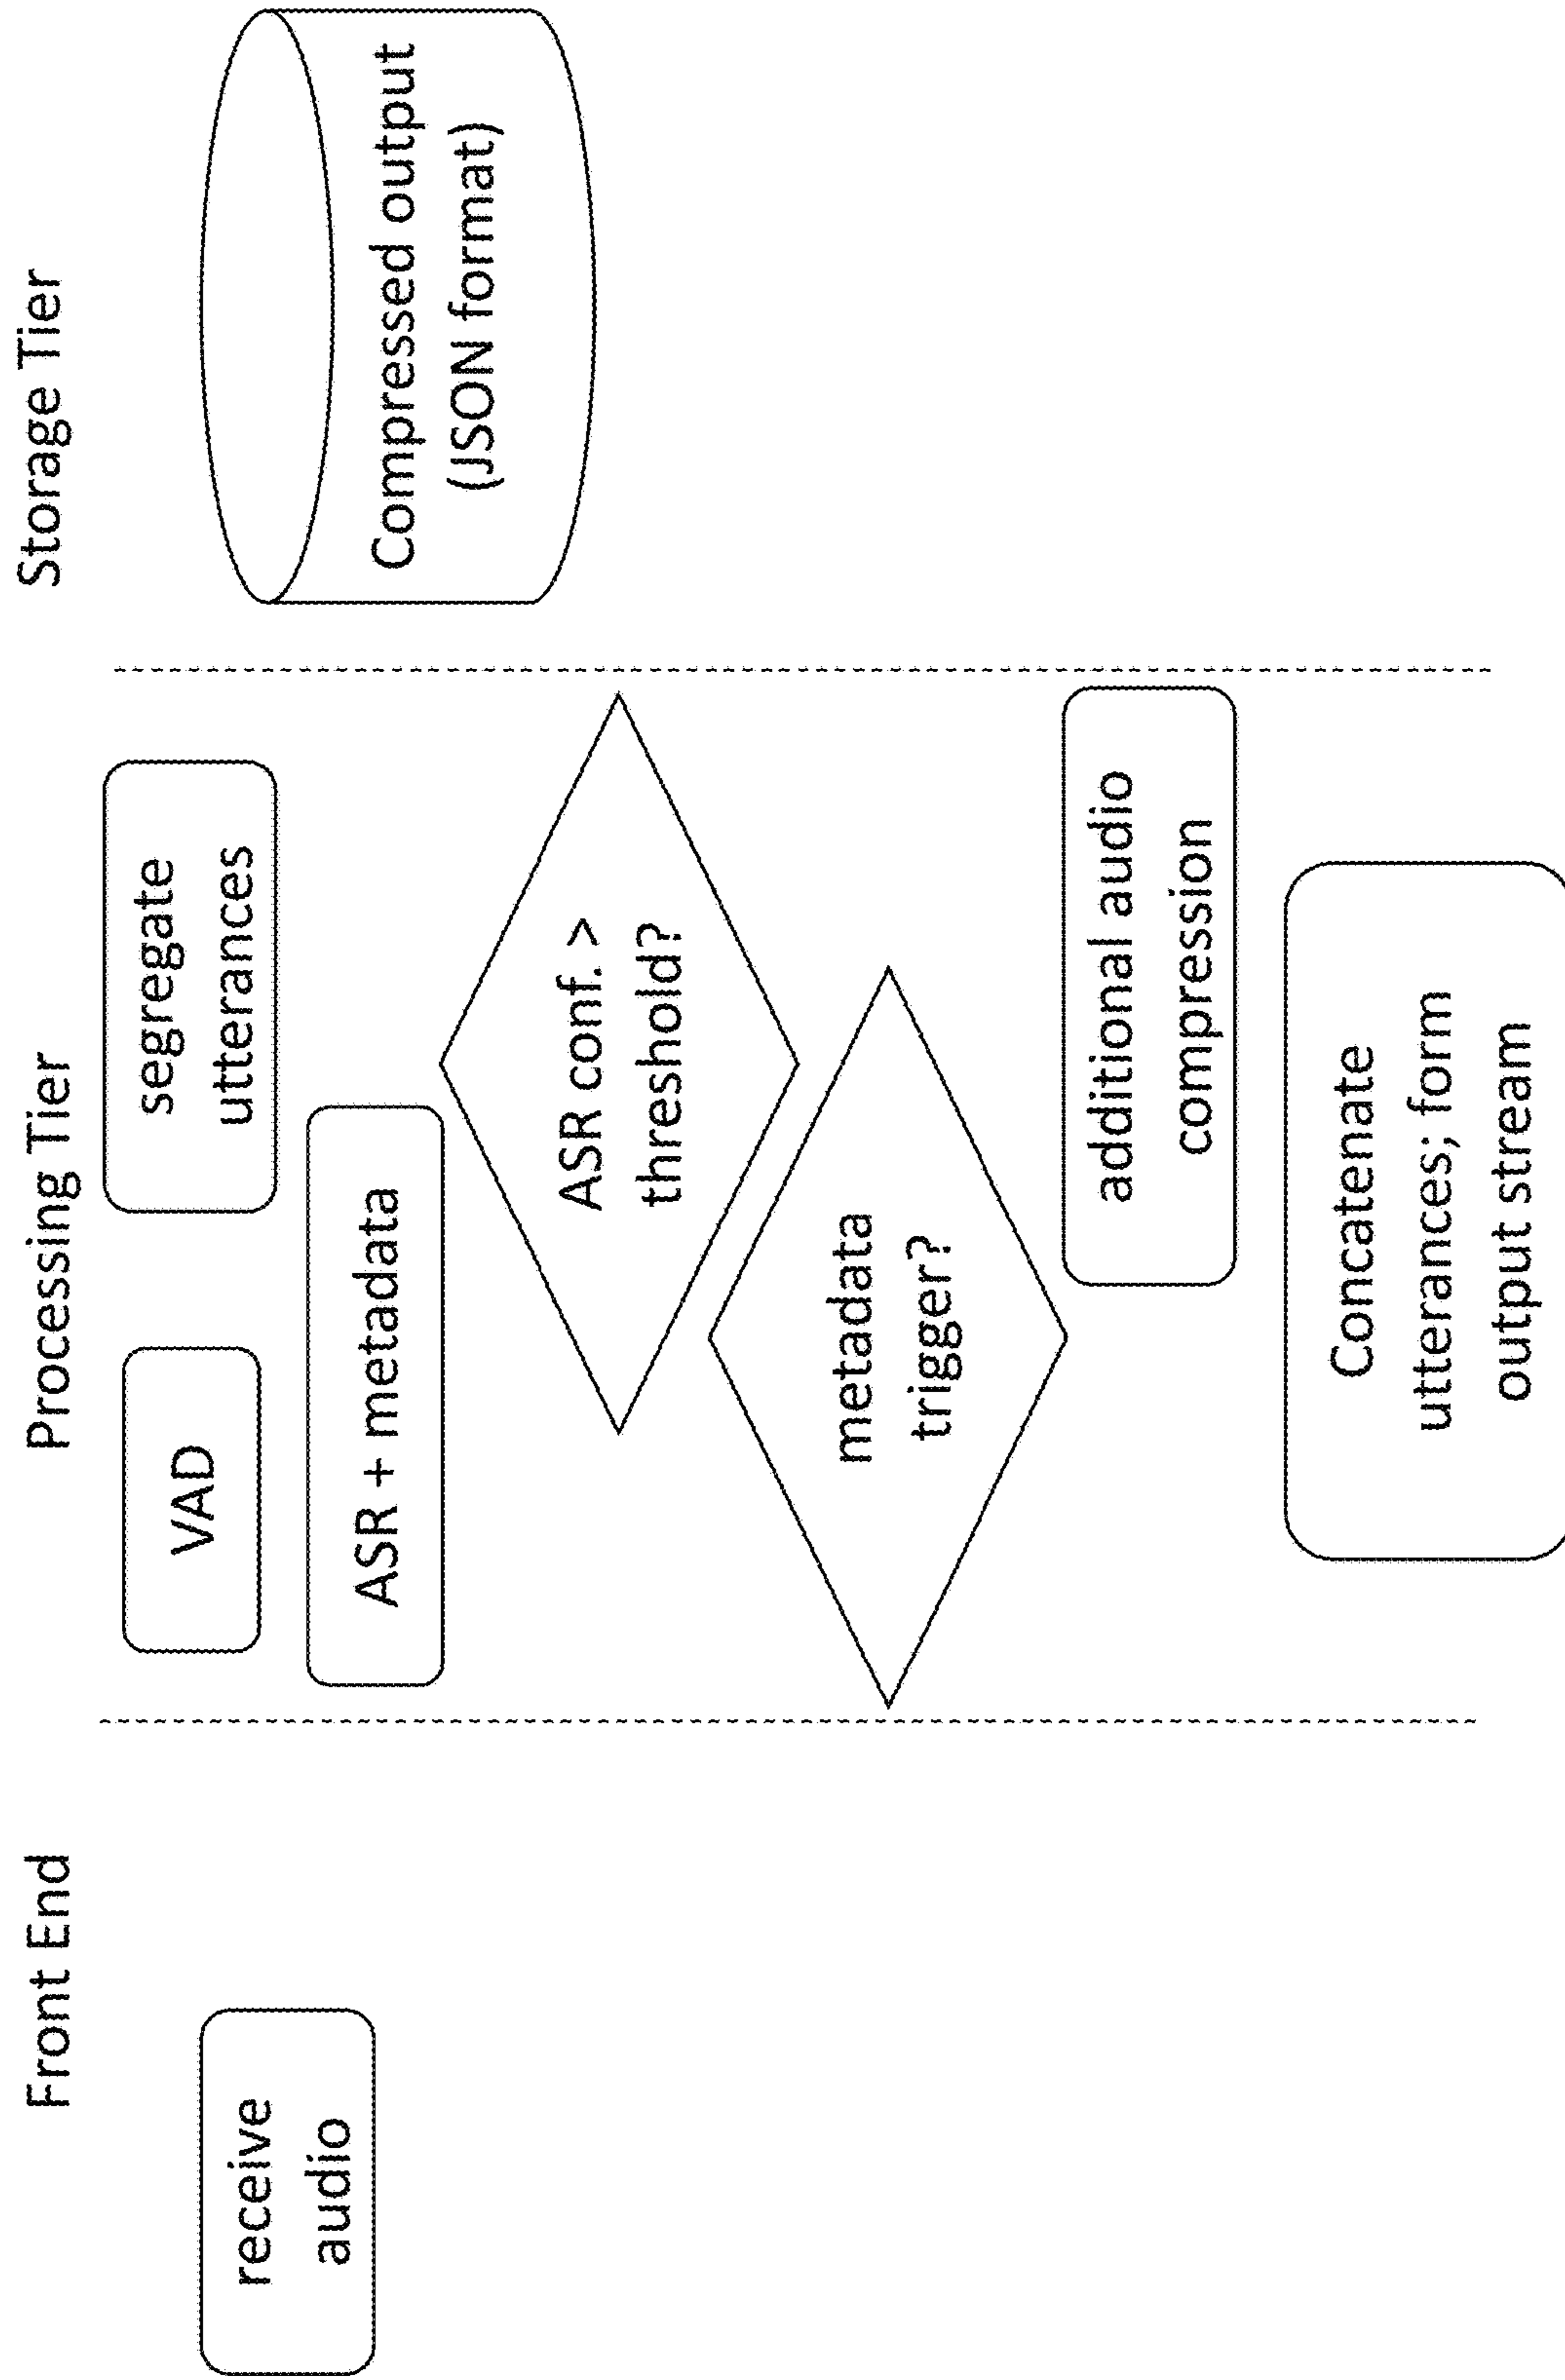 Front End
receive
audio
Processing Tier
VAD
segregate
utterances
ASR + metadata
ASR conf. >
threshold?
metadata
trigger?
additional audio
compression
Concatenate
utterances; form
output stream
Storage Tier
Compressed output
(JSON format)